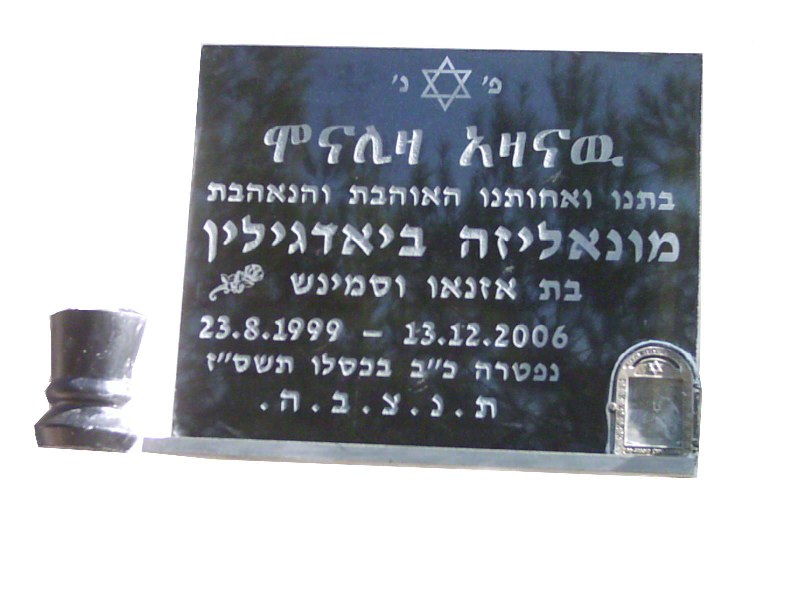 פ' נ'
ሞናሊዛ አዛናዉ
בתנו ואחותנו האוהבת והנאהבת
מונאליזה ביאדגילין
בת אזנאו וסמינש
23.8.1999 – 13.12.2006
נפטרה כ"ב בכסלו תשס"ז
ת.נ.צ.ב.ה.